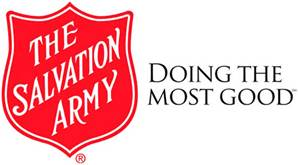 THE
SALVATION
ARMY
®
DOING THE
MOST GOOD™